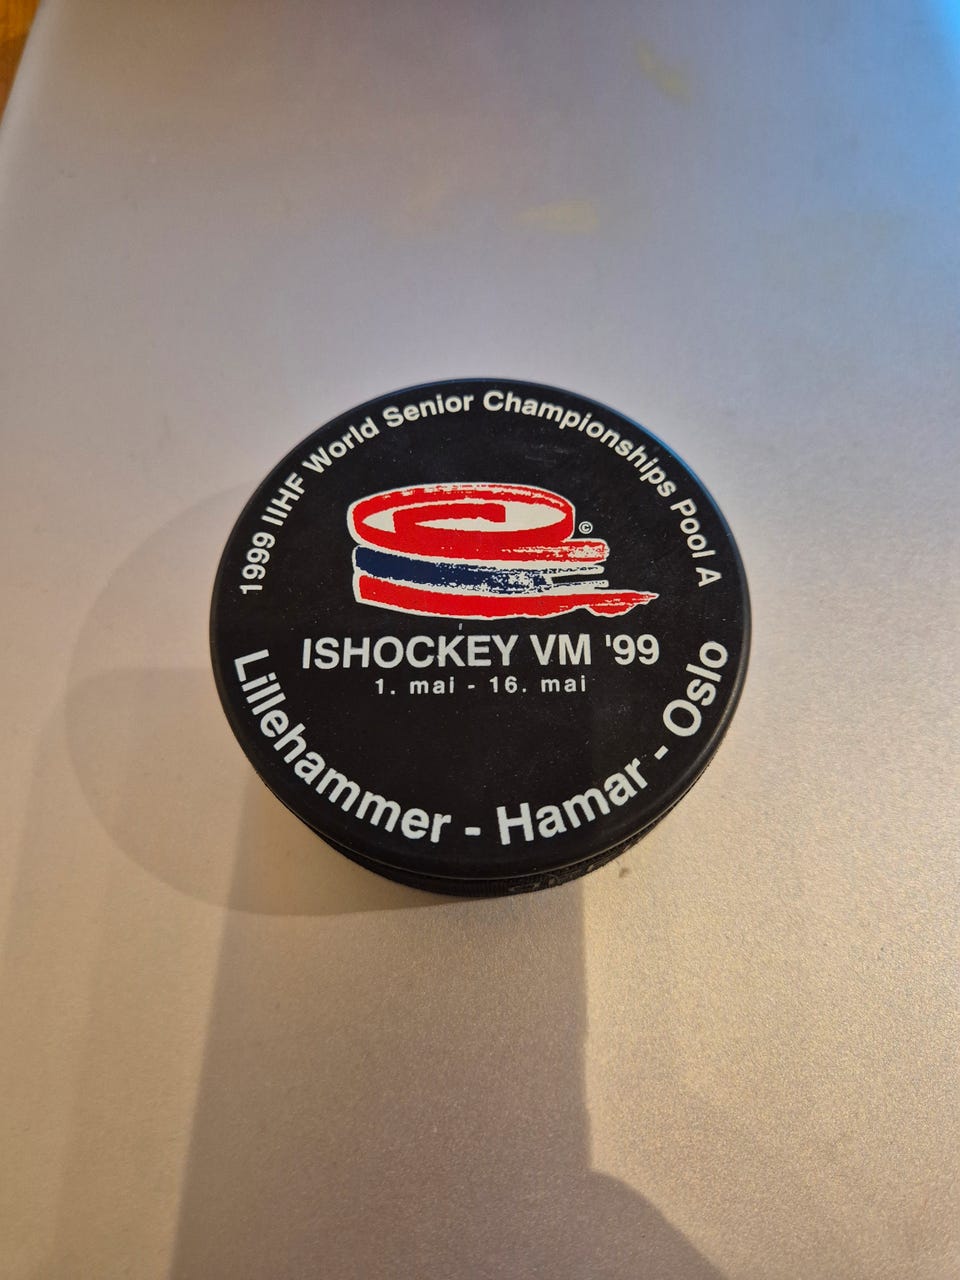 1999 IIHF World Senior Championships Pool A
©
ISHOCKEY VM '99
1. mai - 16. mai
Lillehammer - Hamar - Oslo